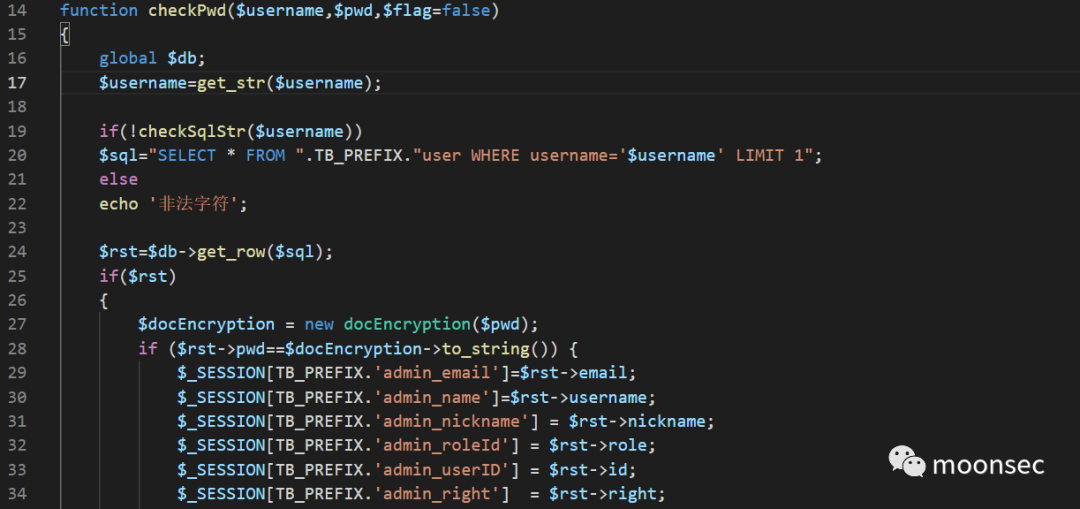 14 function checkPwd($username,$pwd,$flag=false)
15 {
16 global $db;
17 $username=get_str($username);
18
19 if(!checkSqlStr($username))
20 $sql="SELECT * FROM ".TB_PREFIX."user WHERE username='$username' LIMIT 1";
21 else
22 echo '非法字符';
23
24 $rst=$db->get_row($sql);
25 if($rst)
26 {
27 $docEncryption = new docEncryption($pwd);
28 if ($rst->pwd==$docEncryption->to_string()) {
29 $_SESSION[TB_PREFIX.'admin_email']=$rst->email;
30 $_SESSION[TB_PREFIX.'admin_name']=$rst->username;
31 $_SESSION[TB_PREFIX.'admin_nickname'] = $rst->nickname;
32 $_SESSION[TB_PREFIX.'admin_roleId'] = $rst->role;
33 $_SESSION[TB_PREFIX.'admin_userID'] = $rst->id;
34 $_SESSION[TB_PREFIX.'admin_right'] = $rst->right;
moonsec